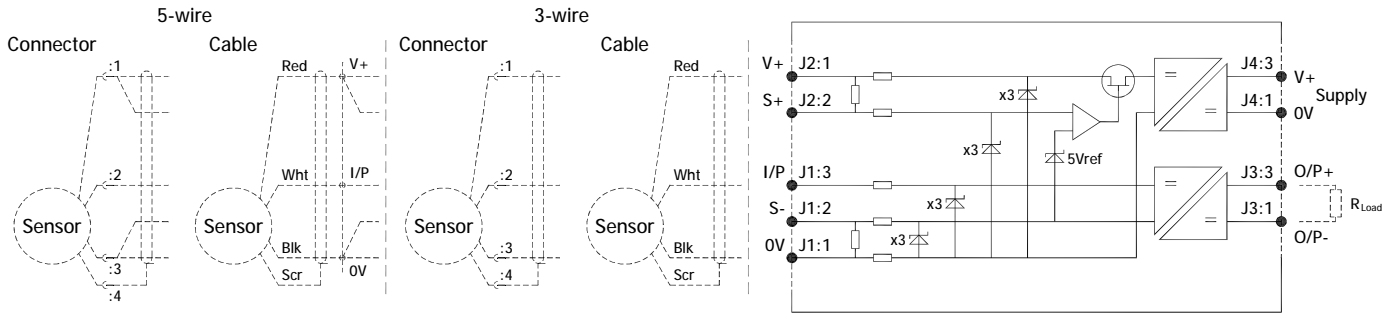 5-wire
3-wire
Connector
Cable
Connector
Cable
:1
Red
V+
:2
Wht
I/P
Sensor
Sensor
:3
Blk
0V
:4
Scr
:1
Red
:2
Wht
Sensor
Sensor
:3
Blk
:4
Scr
V+
J2:1
J4:3
V+
S+
J2:2
J4:1
Supply
0V
x3
x3
5Vref
I/P
J1:3
J3:3
O/P+
x3
S-
J1:2
J3:1
RLoad
x3
O/P-
0V
J1:1